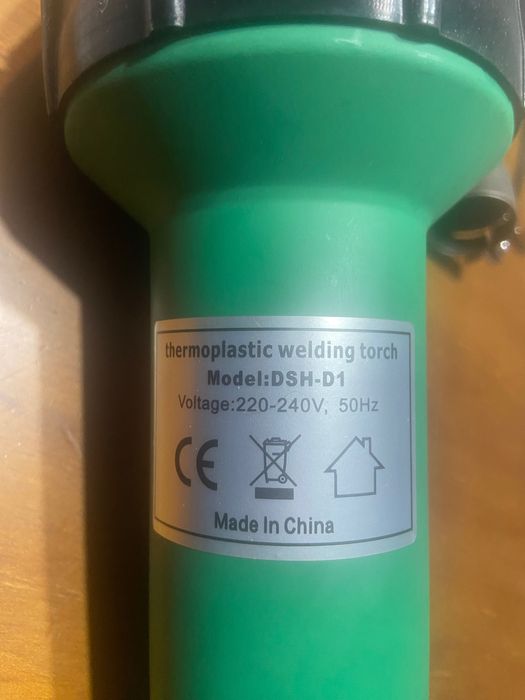 thermoplastic welding torch
Model:DSH-D1
Voltage:220-240V, 50Hz
CE
Made In China